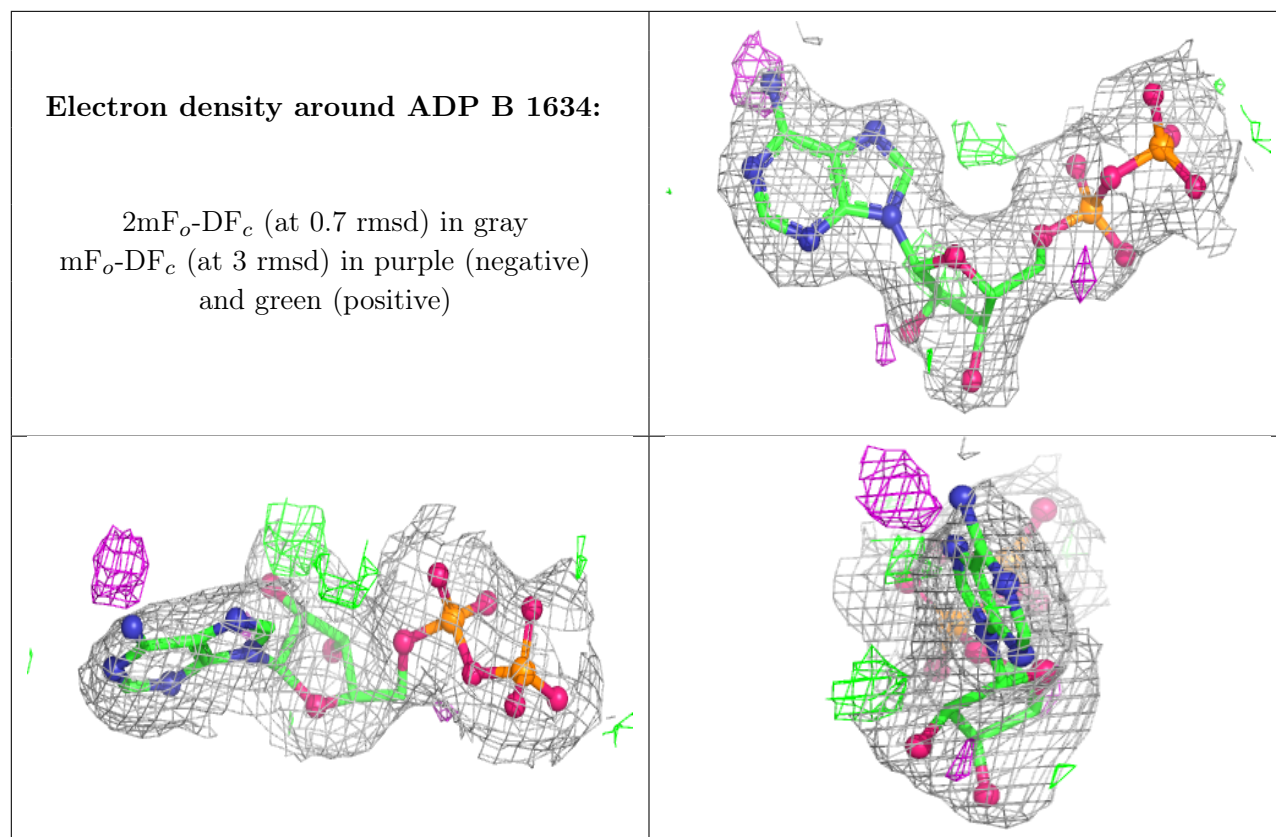 Electron density around ADP B 1634:
2mFo-DFc (at 0.7 rmsd) in gray
mFo-DFc (at 3 rmsd) in purple (negative)
and green (positive)